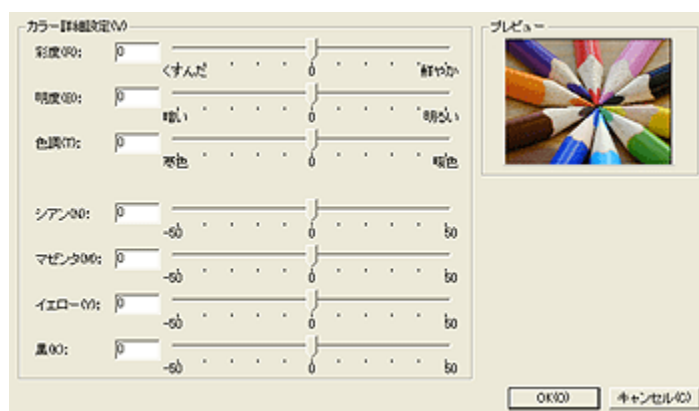 カラー詳細設定(V)
彩度(R): 0
くすんだ 0 鮮やか
明度(B): 0
暗い 0 明るい
色調(T): 0
寒色 0 暖色
シアン(N): 0
-50 0 50
マゼンタ(M): 0
-50 0 50
イエロー(Y): 0
-50 0 50
黒(K): 0
-50 0 50
プレビュー
OK(O) キャンセル(C)